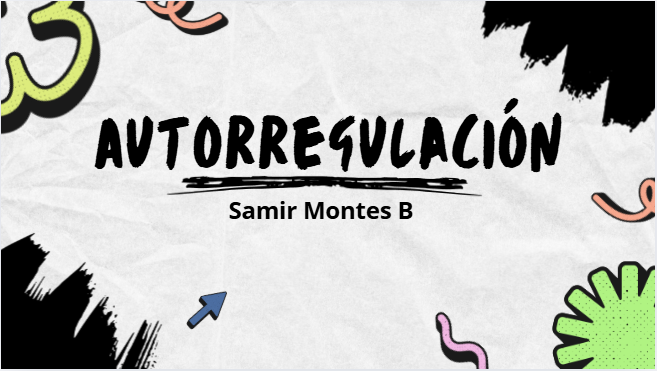 AUTORREGULACIÓN
Samir Montes B